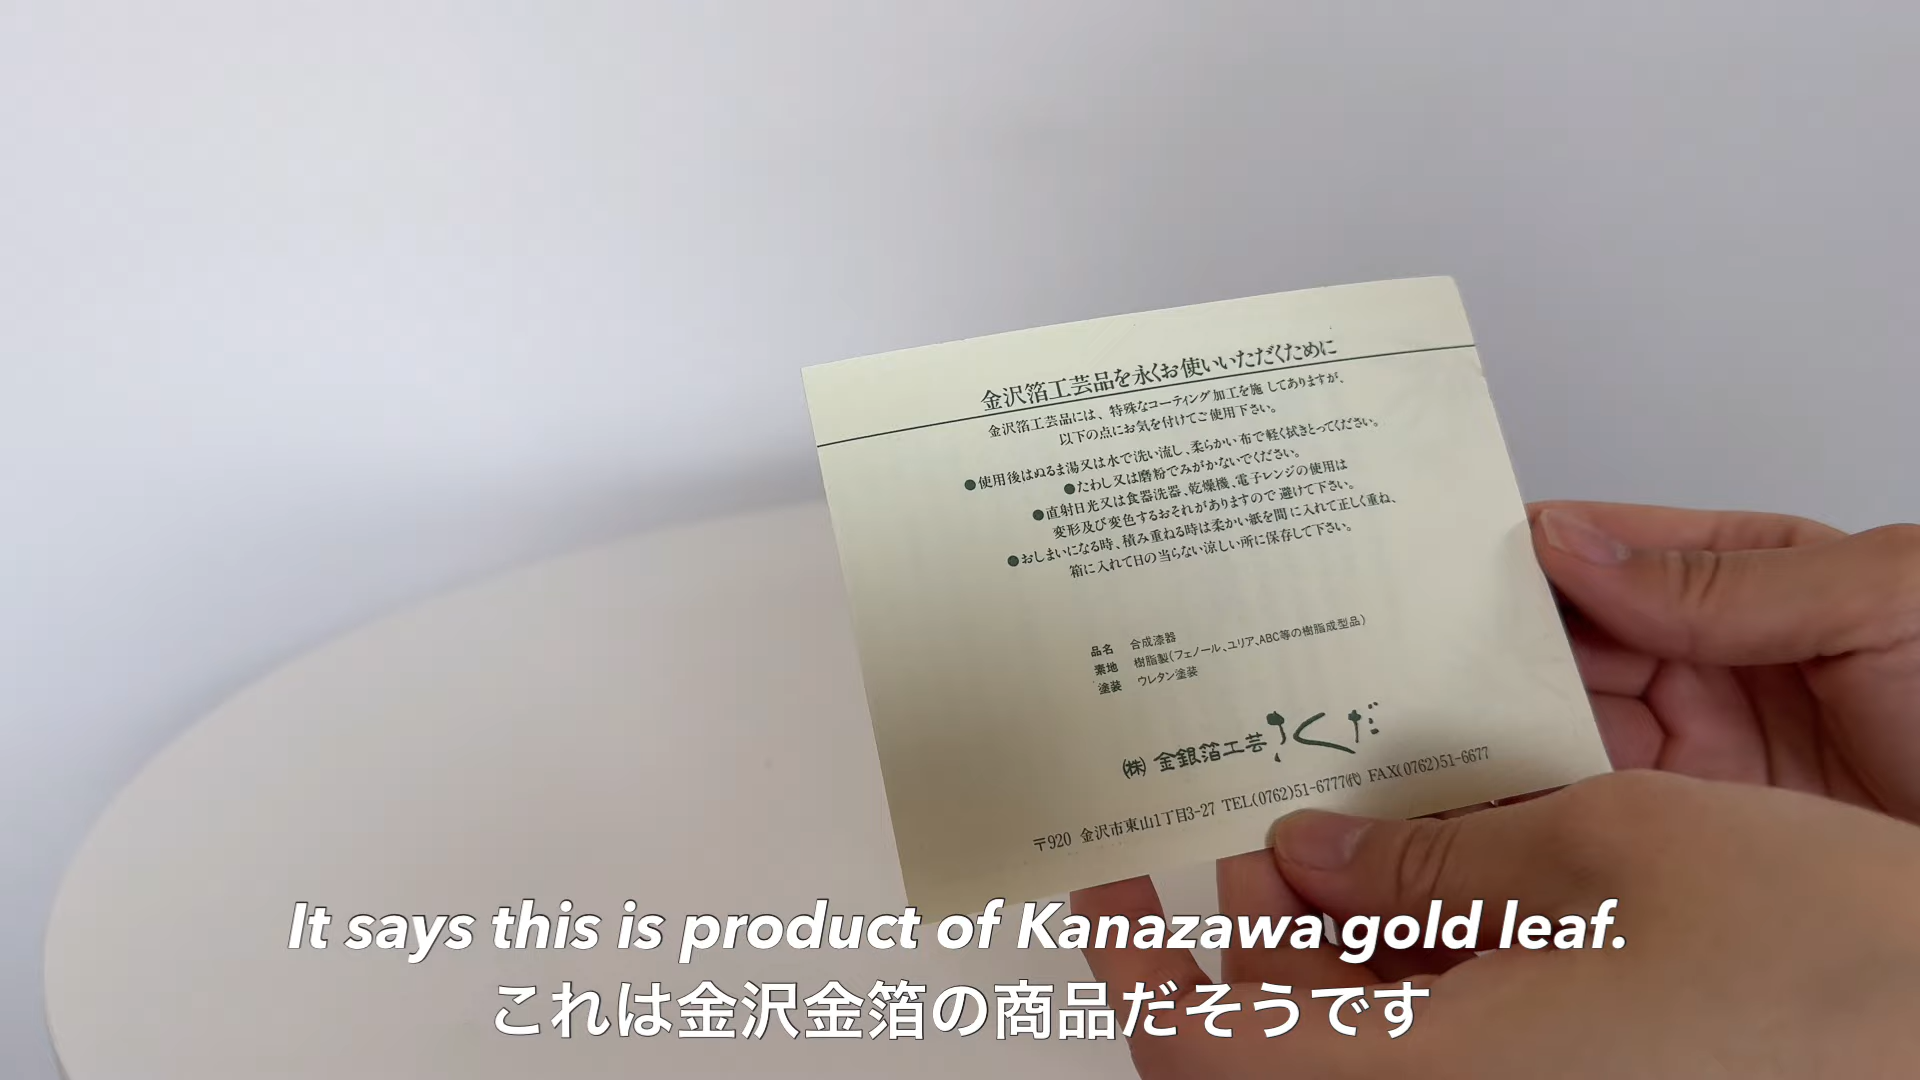 金沢箔工芸品を永くお使いいただくために
金沢箔工芸品には、特殊なコーティング加工を施してありますが、
以下の点にお気を付けてご使用下さい。
●使用後はぬるま湯又は水で洗い流し、柔らかい布で軽く拭きとってください。
●たわし又は磨粉でみがかないでください。
●直射日光又は食器洗器、乾燥機、電子レンジの使用は
変形及び変色するおそれがありますので避けて下さい。
●おしまいになる時、積み重ねる時は柔かい紙を間に入れて正しく重ね、
箱に入れて日の当らない涼しい所に保存して下さい。
品名 合成漆器
素地 樹脂製(フェノール、ユリア、ABC等の樹脂成型品)
塗装 ウレタン塗装
㈱ 金銀箔工芸さくだ
〒920 金沢市東山1丁目3-27 TEL(0762)51-6777㈹ FAX(0762)51-6677
It says this is product of Kanazawa gold leaf.
これは金沢金箔の商品だそうです